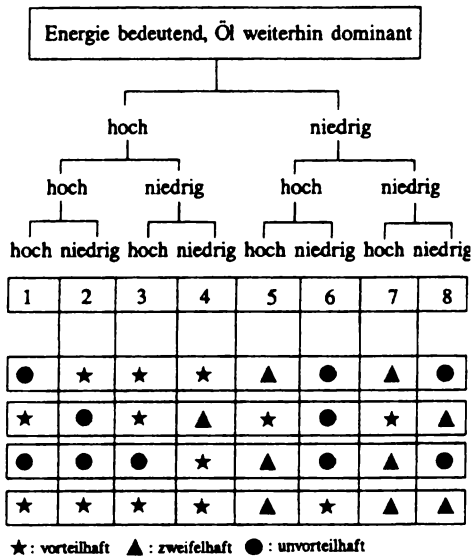 Energie bedeutend, Öl weiterhin dominant
hoch niedrig
hoch niedrig hoch niedrig
hoch niedrig hoch niedrig hoch niedrig hoch niedrig
1 2 3 4 5 6 7 8
★: vorteilhaft ▲: zweifelhaft ●: unvorteilhaft